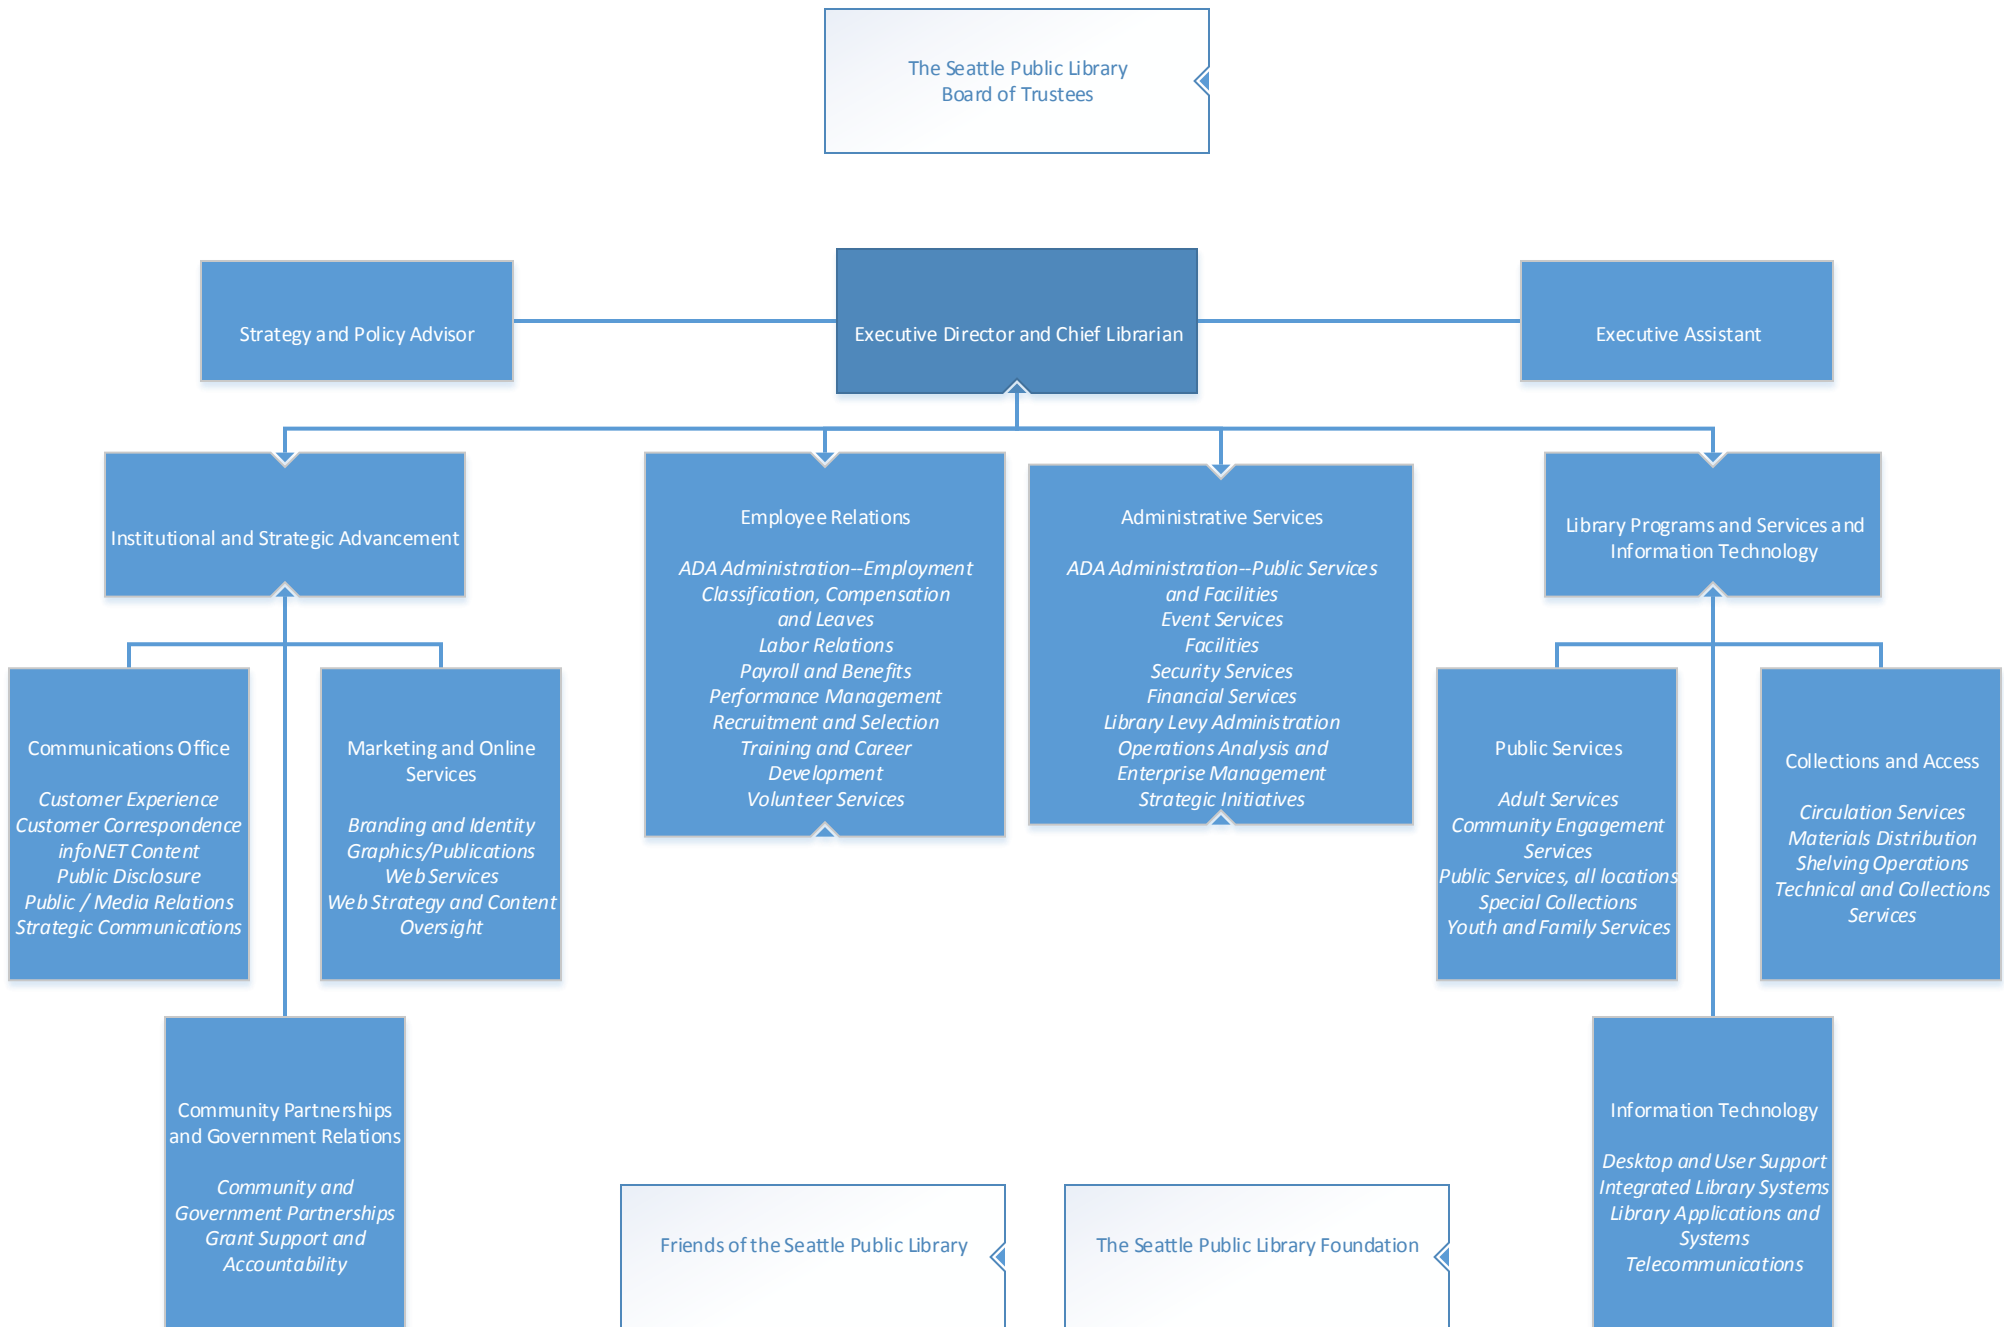 The Seattle Public Library
Board of Trustees
Strategy and Policy Advisor
Executive Director and Chief Librarian
Executive Assistant
Institutional and Strategic Advancement
Employee Relations
ADA Administration--Employment
Classification, Compensation
and Leaves
Labor Relations
Payroll and Benefits
Performance Management
Recruitment and Selection
Training and Career
Development
Volunteer Services
Administrative Services
ADA Administration--Public Services
and Facilities
Event Services
Facilities
Security Services
Financial Services
Library Levy Administration
Operations Analysis and
Enterprise Management
Strategic Initiatives
Library Programs and Services and
Information Technology
Communications Office
Customer Experience
Customer Correspondence
infoNET Content
Public Disclosure
Public / Media Relations
Strategic Communications
Marketing and Online
Services
Branding and Identity
Graphics/Publications
Web Services
Web Strategy and Content
Oversight
Public Services
Adult Services
Community Engagement
Services
Public Services, all locations
Special Collections
Youth and Family Services
Collections and Access
Circulation Services
Materials Distribution
Shelving Operations
Technical and Collections
Services
Community Partnerships
and Government Relations
Community and
Government Partnerships
Grant Support and
Accountability
Friends of the Seattle Public Library
The Seattle Public Library Foundation
Information Technology
Desktop and User Support
Integrated Library Systems
Library Applications and
Systems
Telecommunications